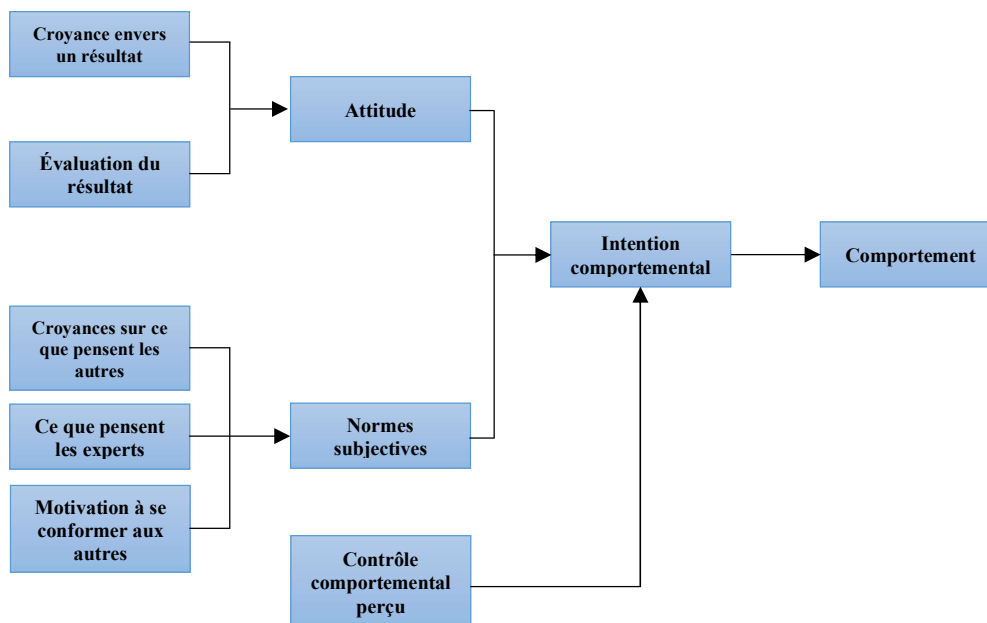 Croyance envers
un résultat
Attitude
Évaluation du
résultat
Intention
comportemental
Comportement
Croyances sur ce
que pensent les
autres
Ce que pensent
les experts
Normes
subjectives
Motivation à se
conformer aux
autres
Contrôle
comportemental
perçu